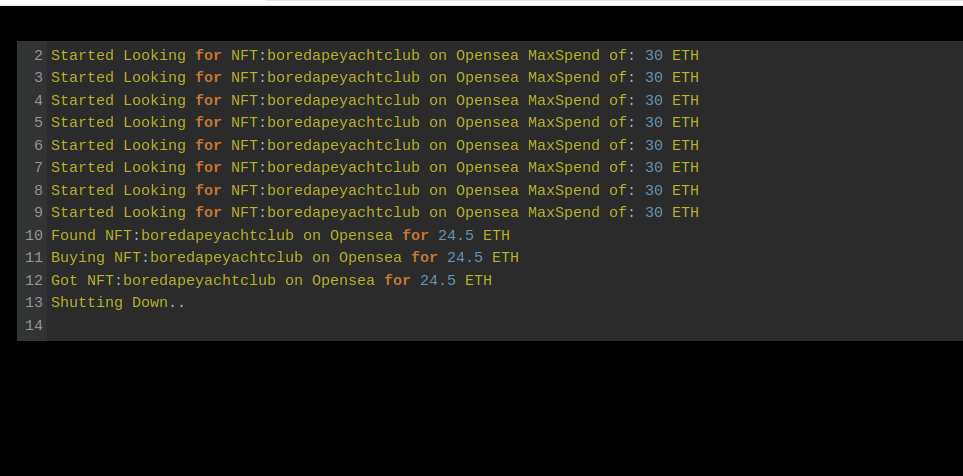 2 Started Looking for NFT:boredapeyachtclub on Opensea MaxSpend of: 30 ETH
3 Started Looking for NFT:boredapeyachtclub on Opensea MaxSpend of: 30 ETH
4 Started Looking for NFT:boredapeyachtclub on Opensea MaxSpend of: 30 ETH
5 Started Looking for NFT:boredapeyachtclub on Opensea MaxSpend of: 30 ETH
6 Started Looking for NFT:boredapeyachtclub on Opensea MaxSpend of: 30 ETH
7 Started Looking for NFT:boredapeyachtclub on Opensea MaxSpend of: 30 ETH
8 Started Looking for NFT:boredapeyachtclub on Opensea MaxSpend of: 30 ETH
9 Started Looking for NFT:boredapeyachtclub on Opensea MaxSpend of: 30 ETH
10 Found NFT:boredapeyachtclub on Opensea for 24.5 ETH
11 Buying NFT:boredapeyachtclub on Opensea for 24.5 ETH
12 Got NFT:boredapeyachtclub on Opensea for 24.5 ETH
13 Shutting Down..
14